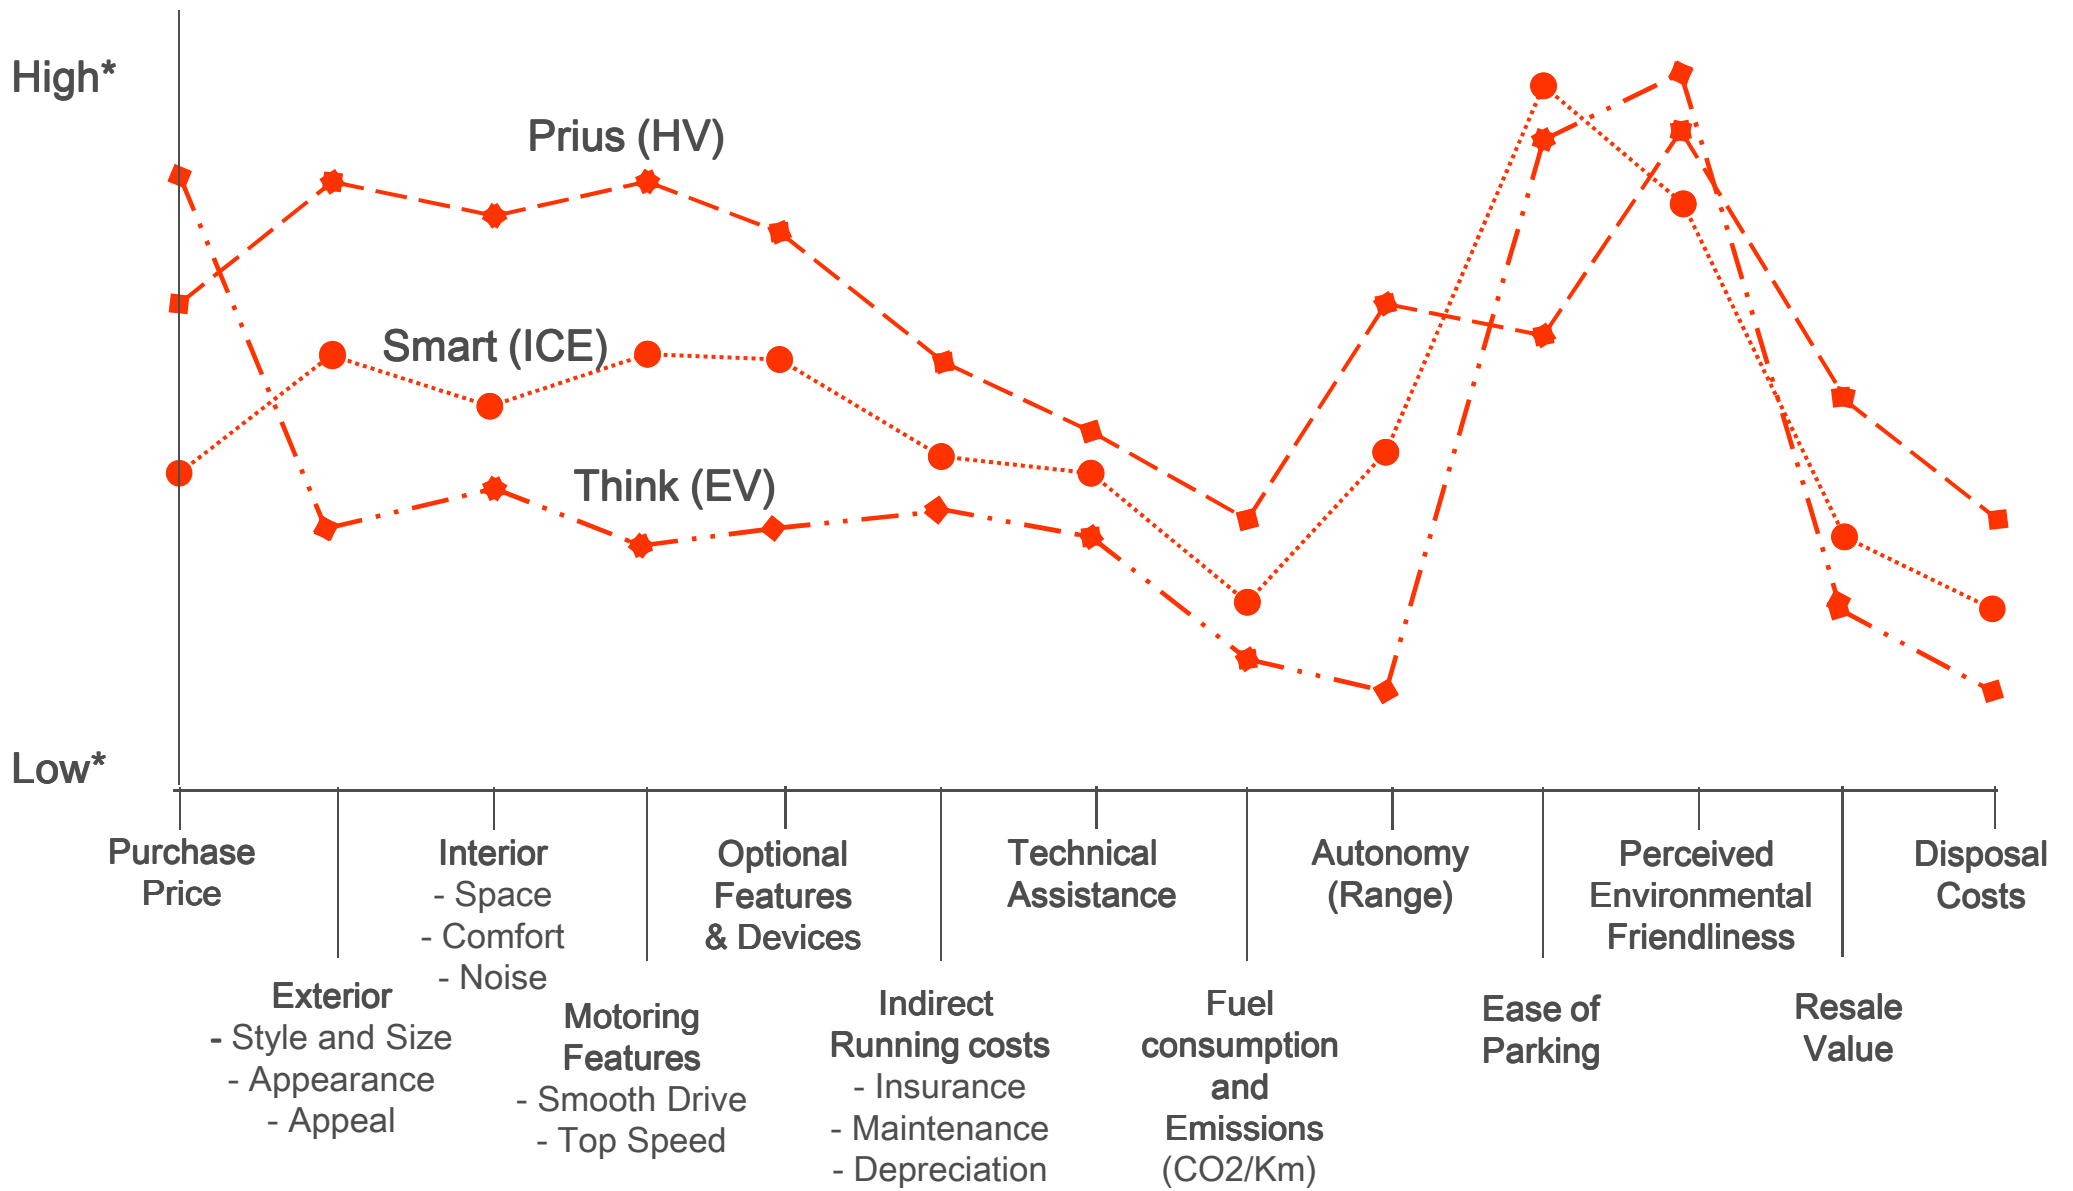 High*
Prius (HV)
Smart (ICE)
Think (EV)
Low*
Purchase
Price
Exterior
- Style and Size
- Appearance
- Appeal
Interior
- Space
- Comfort
- Noise
Motoring
Features
- Smooth Drive
- Top Speed
Optional
Features
& Devices
Indirect
Running costs
- Insurance
- Maintenance
- Depreciation
Technical
Assistance
Fuel
consumption
and
Emissions
(CO2/Km)
Autonomy
(Range)
Ease of
Parking
Perceived
Environmental
Friendliness
Resale
Value
Disposal
Costs